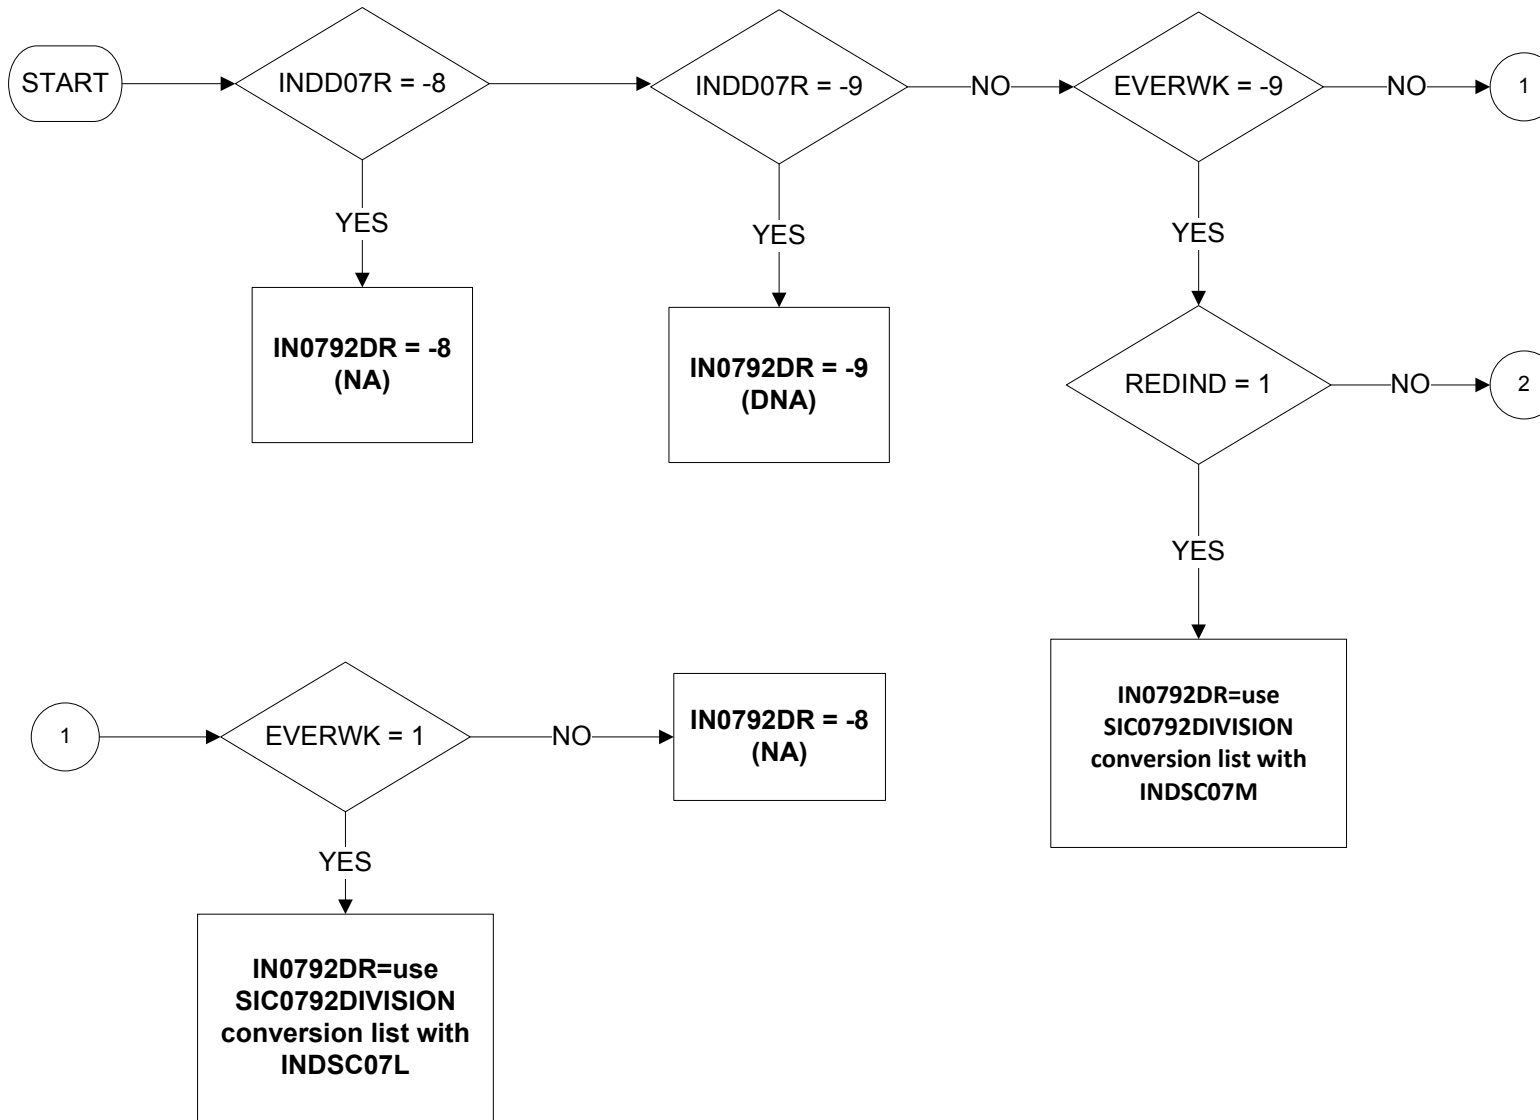 START
INDD07R = -8
INDD07R = -9
NO
EVERWK = -9
NO
1
YES
YES
YES
IN0792DR = -8
(NA)
IN0792DR = -9
(DNA)
REDIND = 1
NO
2
YES
1
EVERWK = 1
NO
IN0792DR = -8
(NA)
IN0792DR=use
SIC0792DIVISION
conversion list with
INDSC07M
YES
IN0792DR=use
SIC0792DIVISION
conversion list with
INDSC07L